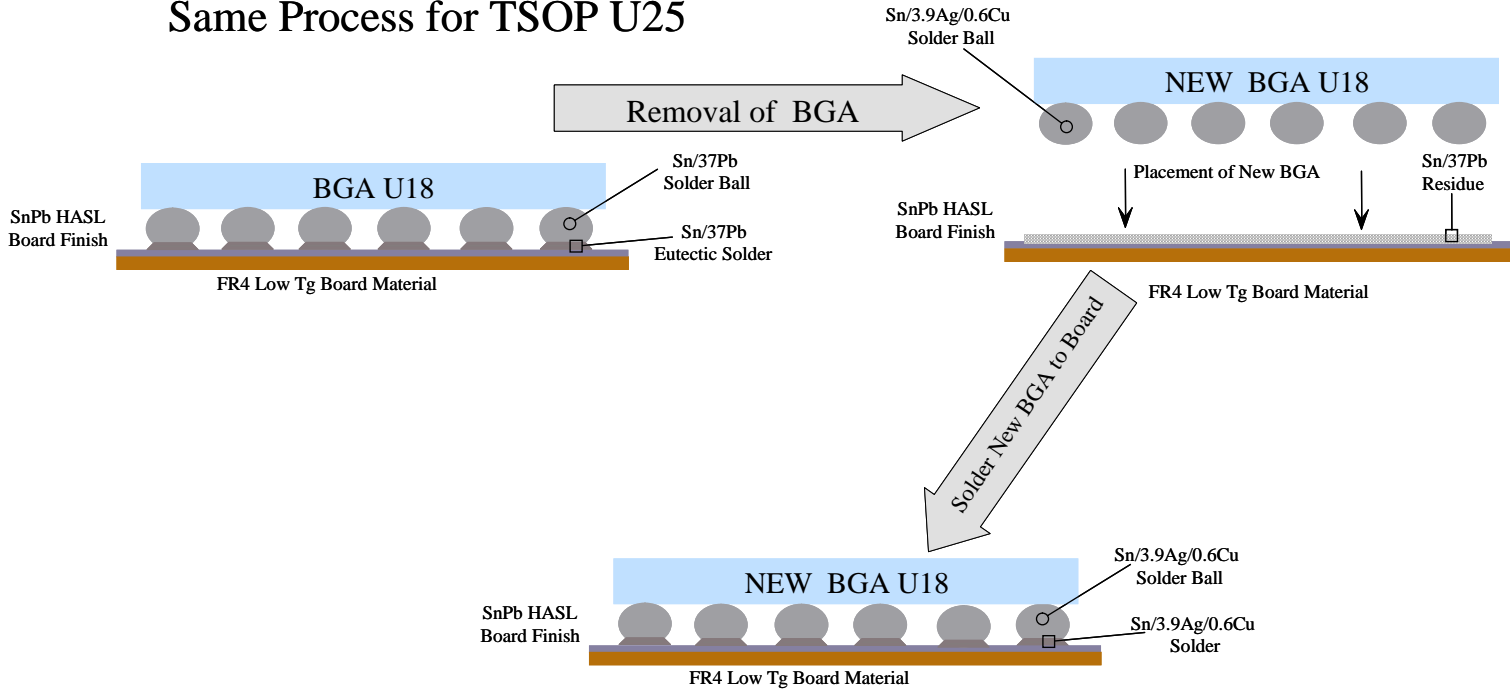 Same Process for TSOP U25
Removal of BGA
BGA U18
Sn/37Pb
Solder Ball
SnPb HASL
Board Finish
Sn/37Pb
Eutectic Solder
FR4 Low Tg Board Material
Sn/3.9Ag/0.6Cu
Solder Ball
NEW BGA U18
Placement of New BGA
Sn/37Pb
Residue
SnPb HASL
Board Finish
FR4 Low Tg Board Material
Solder New BGA to Board
NEW BGA U18
Sn/3.9Ag/0.6Cu
Solder Ball
SnPb HASL
Board Finish
Sn/3.9Ag/0.6Cu
Solder
FR4 Low Tg Board Material